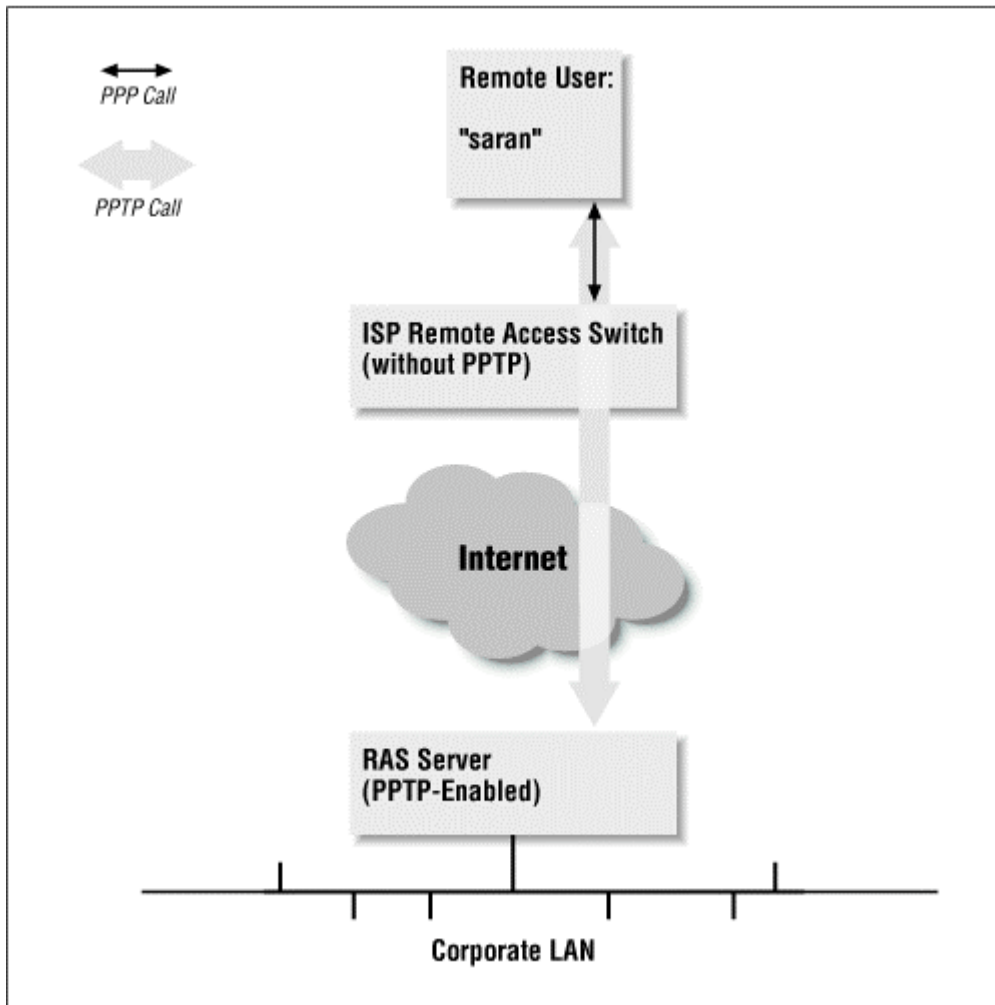 PPP Call
PPTP Call
Remote User:
"saran"
ISP Remote Access Switch
(without PPTP)
Internet
RAS Server
(PPTP-Enabled)
Corporate LAN